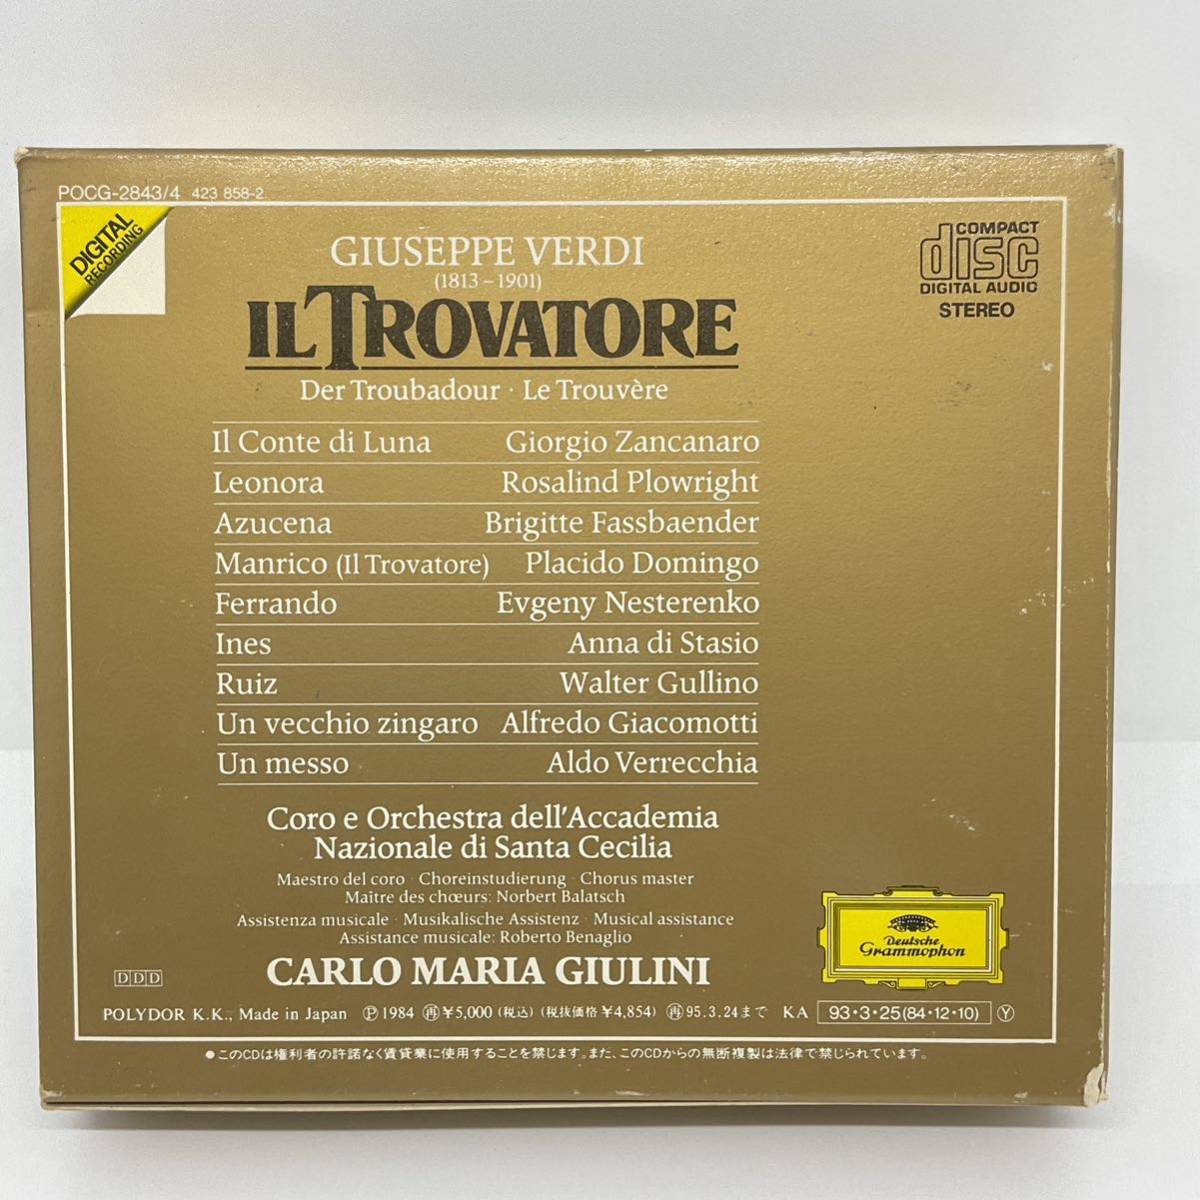 POCG-2843/4 423 858-2
DIGITAL
RECORDING
COMPACT
disc
DIGITAL AUDIO
STEREO
GIUSEPPE VERDI
(1813–1901)
IL TROVATORE
Der Troubadour · Le Trouvère
Il Conte di Luna Giorgio Zancanaro
Leonora Rosalind Plowright
Azucena Brigitte Fassbaender
Manrico (Il Trovatore) Placido Domingo
Ferrando Evgeny Nesterenko
Ines Anna di Stasio
Ruiz Walter Gullino
Un vecchio zingaro Alfredo Giacomotti
Un messo Aldo Verrecchia
Coro e Orchestra dell'Accademia
Nazionale di Santa Cecilia
Maestro del coro · Choreinstudierung · Chorus master
Maître des chœurs: Norbert Balatsch
Assistenza musicale · Musikalische Assistenz · Musical assistance
Assistance musicale: Roberto Benaglio
CARLO MARIA GIULINI
Deutsche
Grammophon
DDD
POLYDOR K.K., Made in Japan Ⓟ1984 再¥5,000 (税込) (税抜価格 ¥4,854) 再95.3.24まで KA 93・3・25(84・12・10) Ⓨ
●このCDは権利者の許諾なく賃貸業に使用することを禁じます。また、このCDからの無断複製は法律で禁じられています。